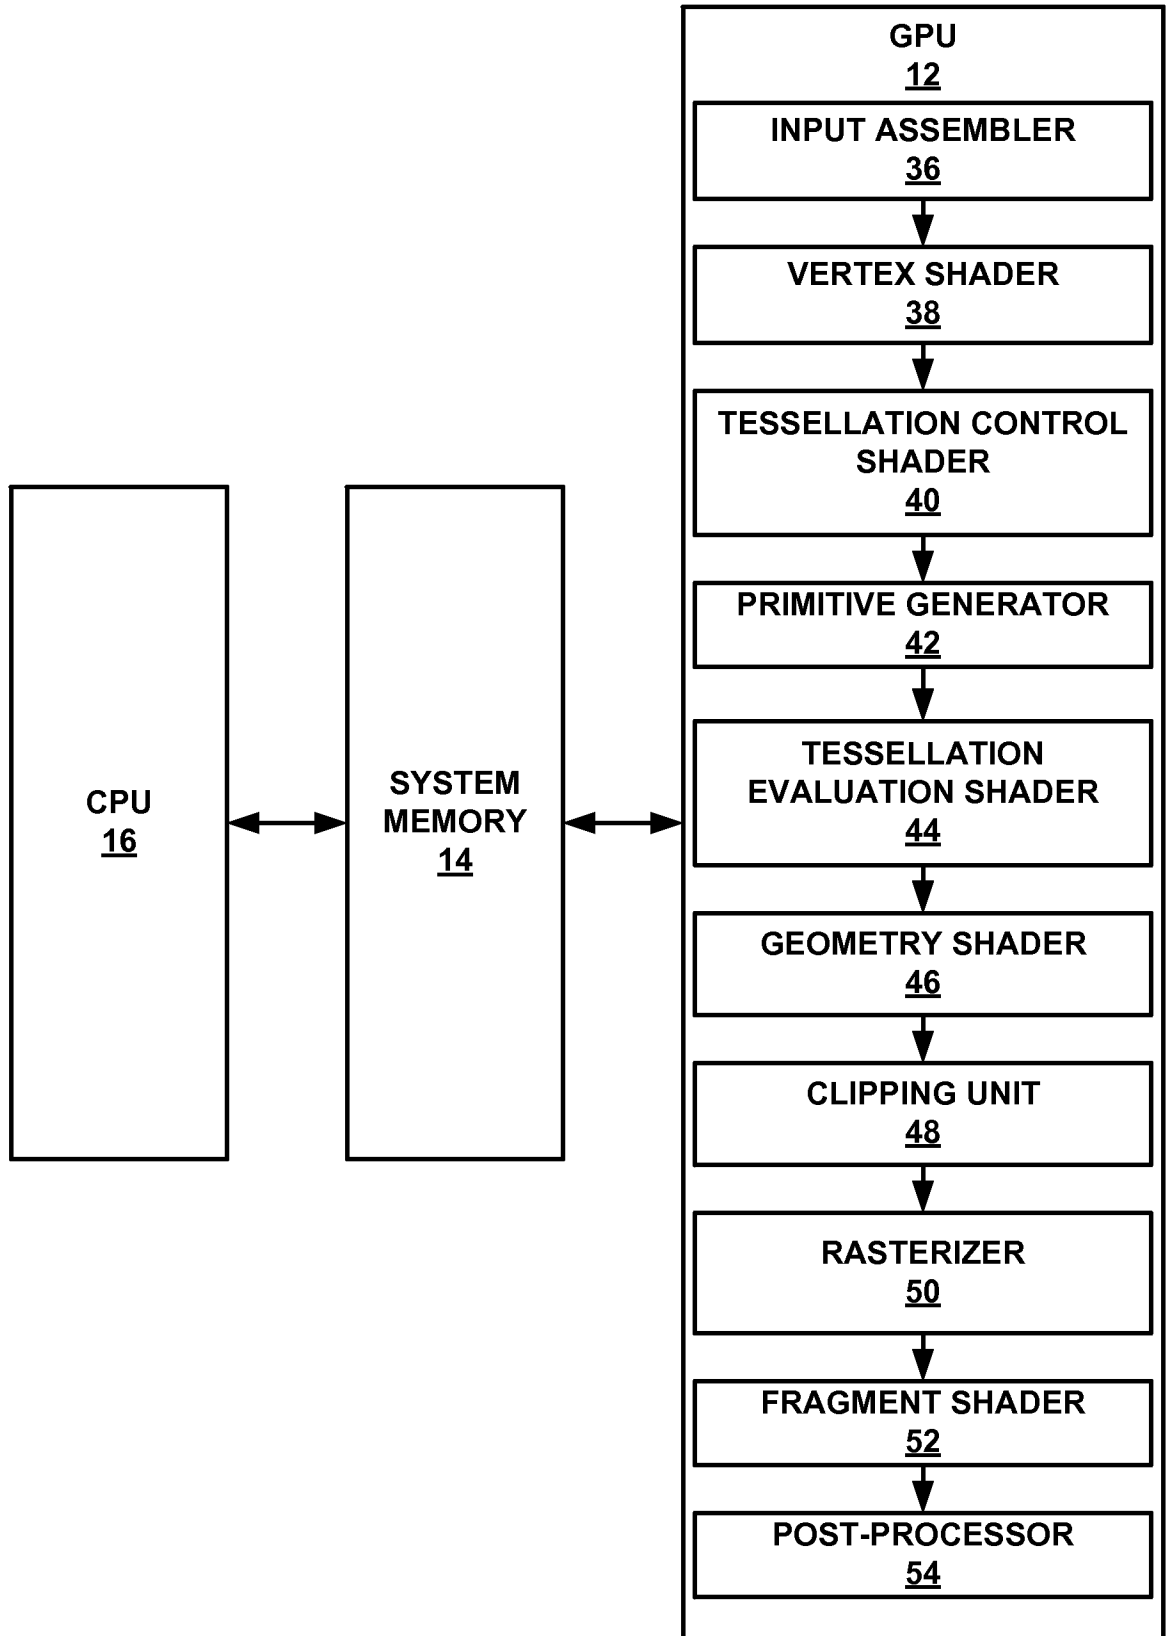 GPU
12
INPUT ASSEMBLER
36
VERTEX SHADER
38
TESSELLATION CONTROL
SHADER
40
PRIMITIVE GENERATOR
42
TESSELLATION
EVALUATION SHADER
44
GEOMETRY SHADER
46
CLIPPING UNIT
48
RASTERIZER
50
FRAGMENT SHADER
52
POST-PROCESSOR
54
CPU
16
SYSTEM
MEMORY
14